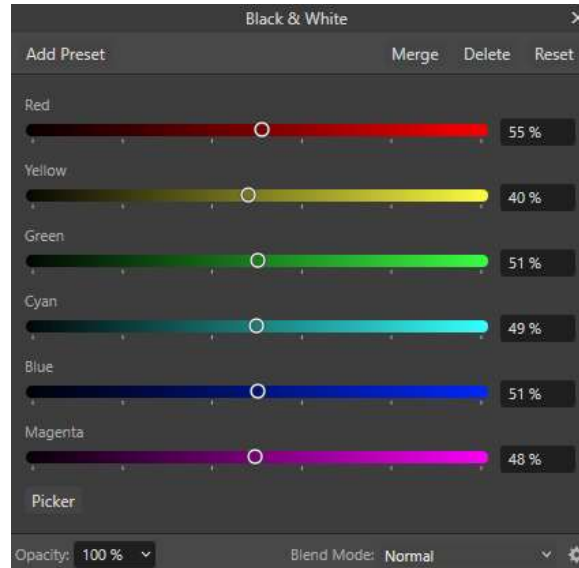 Black & White
Add Preset Merge Delete Reset
Red
55 %
Yellow
40 %
Green
51 %
Cyan
49 %
Blue
51 %
Magenta
48 %
Picker
Opacity: 100 % Blend Mode: Normal